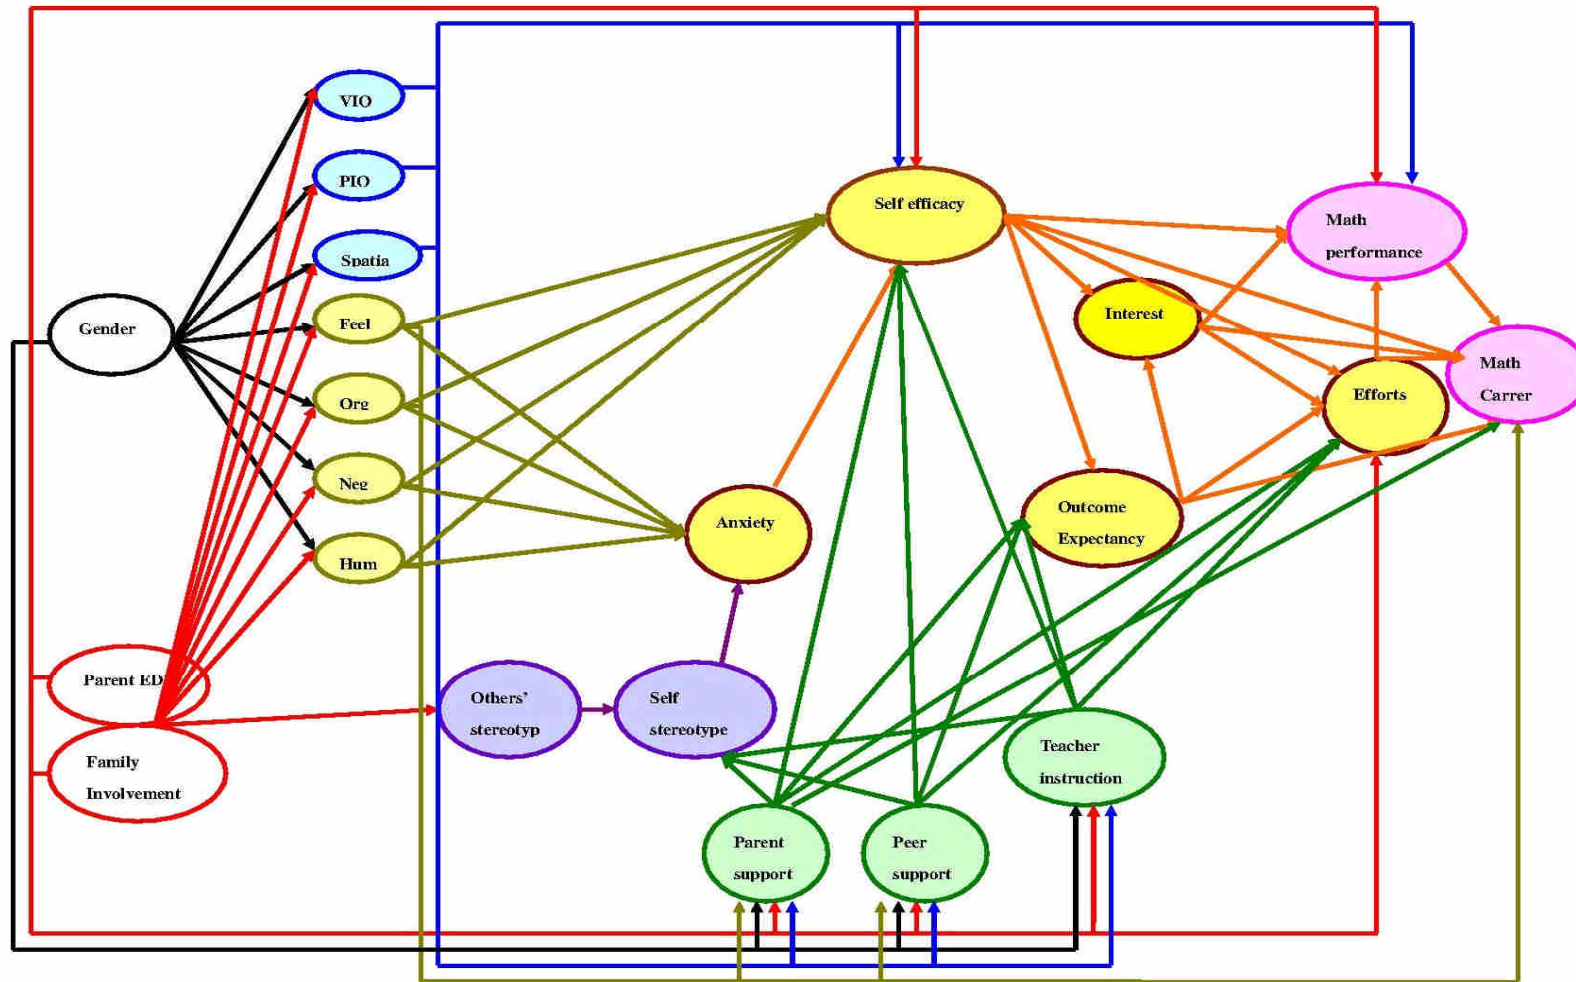 VIO
PIO
Spatia
Gender
Feel
Org
Neg
Hum
Parent ED
Family
Involvement
Others’
stereotyp
Self
stereotype
Anxiety
Self efficacy
Interest
Outcome
Expectancy
Efforts
Math
performance
Math
Carrer
Teacher
instruction
Parent
support
Peer
support